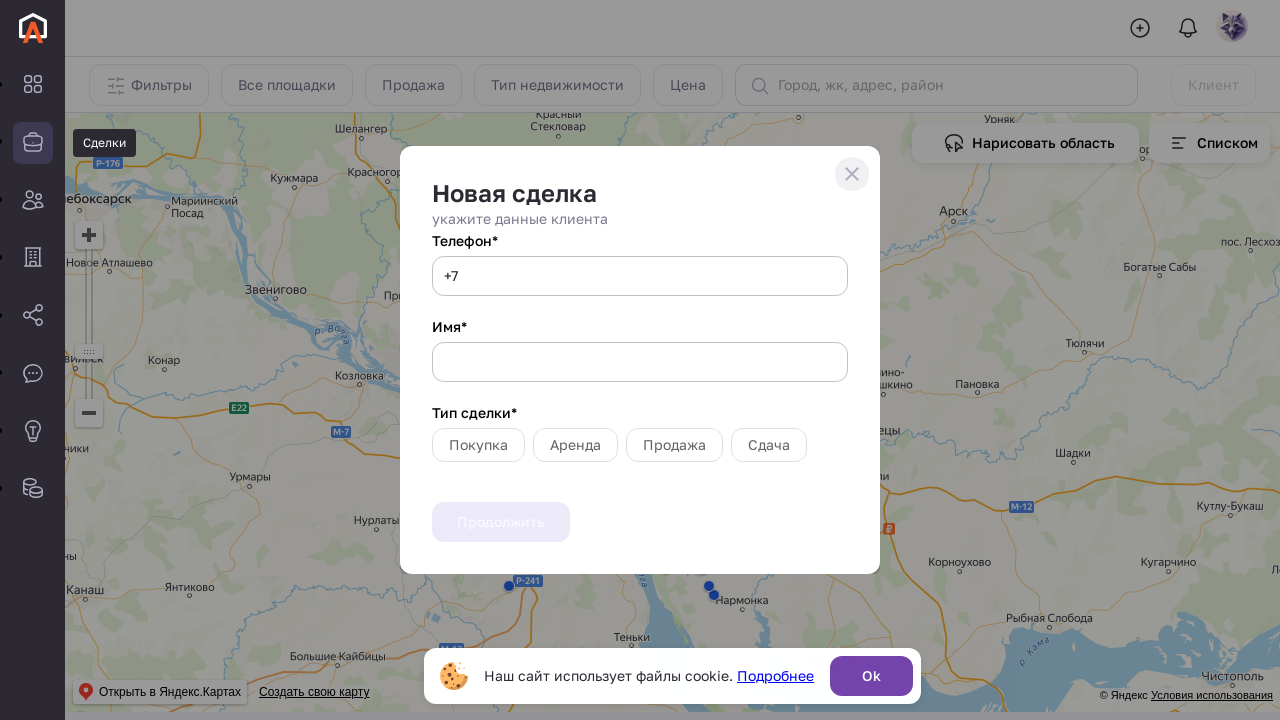 Фильтры
Все площадки
Продажа
Тип недвижимости
Цена
Город, жк, адрес, район
Клиент
Сделки
Нарисовать область
Списком
Новая сделка
укажите данные клиента
Телефон*
+7
Имя*
Тип сделки*
Покупка
Аренда
Продажа
Сдача
Продолжить
Красный
Стекловар
Шелангер
Урняк
Р-176
Кужмара
Красногор
Мариинский
Посад
Арск
пос. Лесхоз
Новое Атлашево
Богатые Сабы
Звенигово
р. Волга
Тюлячи
Конар
Козловка
Пановка
Е22
М-7
Шадки
Урмары
М-12
Кутлу-Букаш
Нурлаты
Корноухово
Кугарчино
Канаш
Янтиково
Р-241
Нармонка
Рыбная Слобода
Теньки
р. Кама
Большие Кайбицы
Чистополь
Наш сайт использует файлы cookie. Подробнее
Ok
Открыть в Яндекс.Картах
Создать свою карту
© Яндекс Условия использования